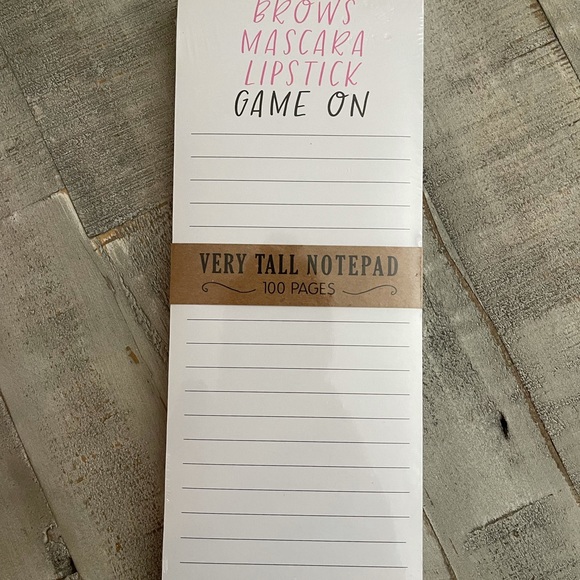 BROWS
MASCARA
LIPSTICK
GAME ON
VERY TALL NOTEPAD
100 PAGES